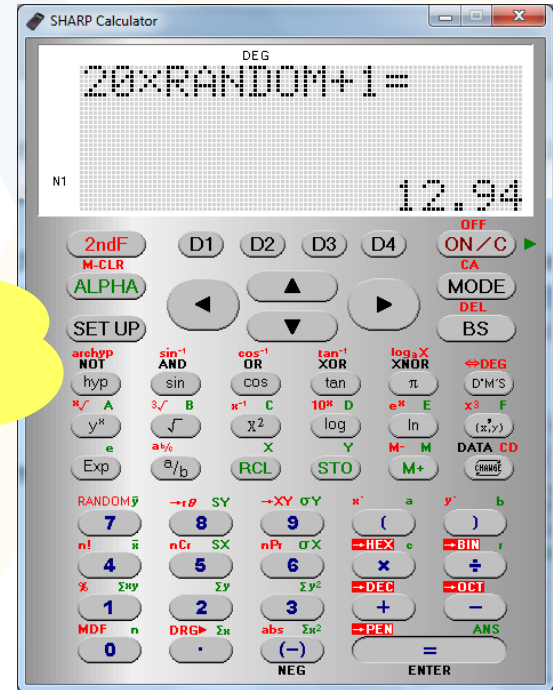 SHARP Calculator
DEG
20×RANDOM+1=
N1
12.94
OFF
2ndF D1 D2 D3 D4 ON/C
M-CLR CA
ALPHA MODE
DEL
SET UP BS
archyp sin⁻¹ cos⁻¹ tan⁻¹ logₐX
NOT AND OR XOR XNOR ⇔DEG
hyp sin cos tan π D°M'S
ˣ√ A ³√ B x⁻¹ C 10ˣ D eˣ E x³ F
yˣ √ X² log ln (x,y)
e a b/c X Y M- M DATA CD
Exp a/b RCL STO M+ CHANGE
RANDOM ȳ →rθ SY →XY σY x´ a y´ b
7 8 9 ( )
n! x̄ nCr SX nPr σX →HEX c →BIN r
4 5 6 × ÷
% Σxy Σy Σy² →DEC →OCT
1 2 3 + −
MDF n DRG▶ Σx abs Σx² →PEN ANS
0 · (−) =
NEG ENTER